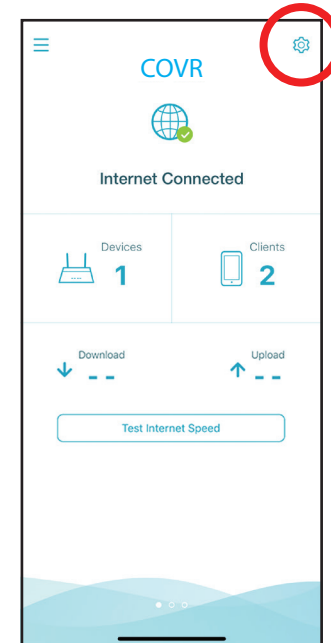 COVR
Internet Connected
Devices
1
Clients
2
Download
- -
Upload
- -
Test Internet Speed